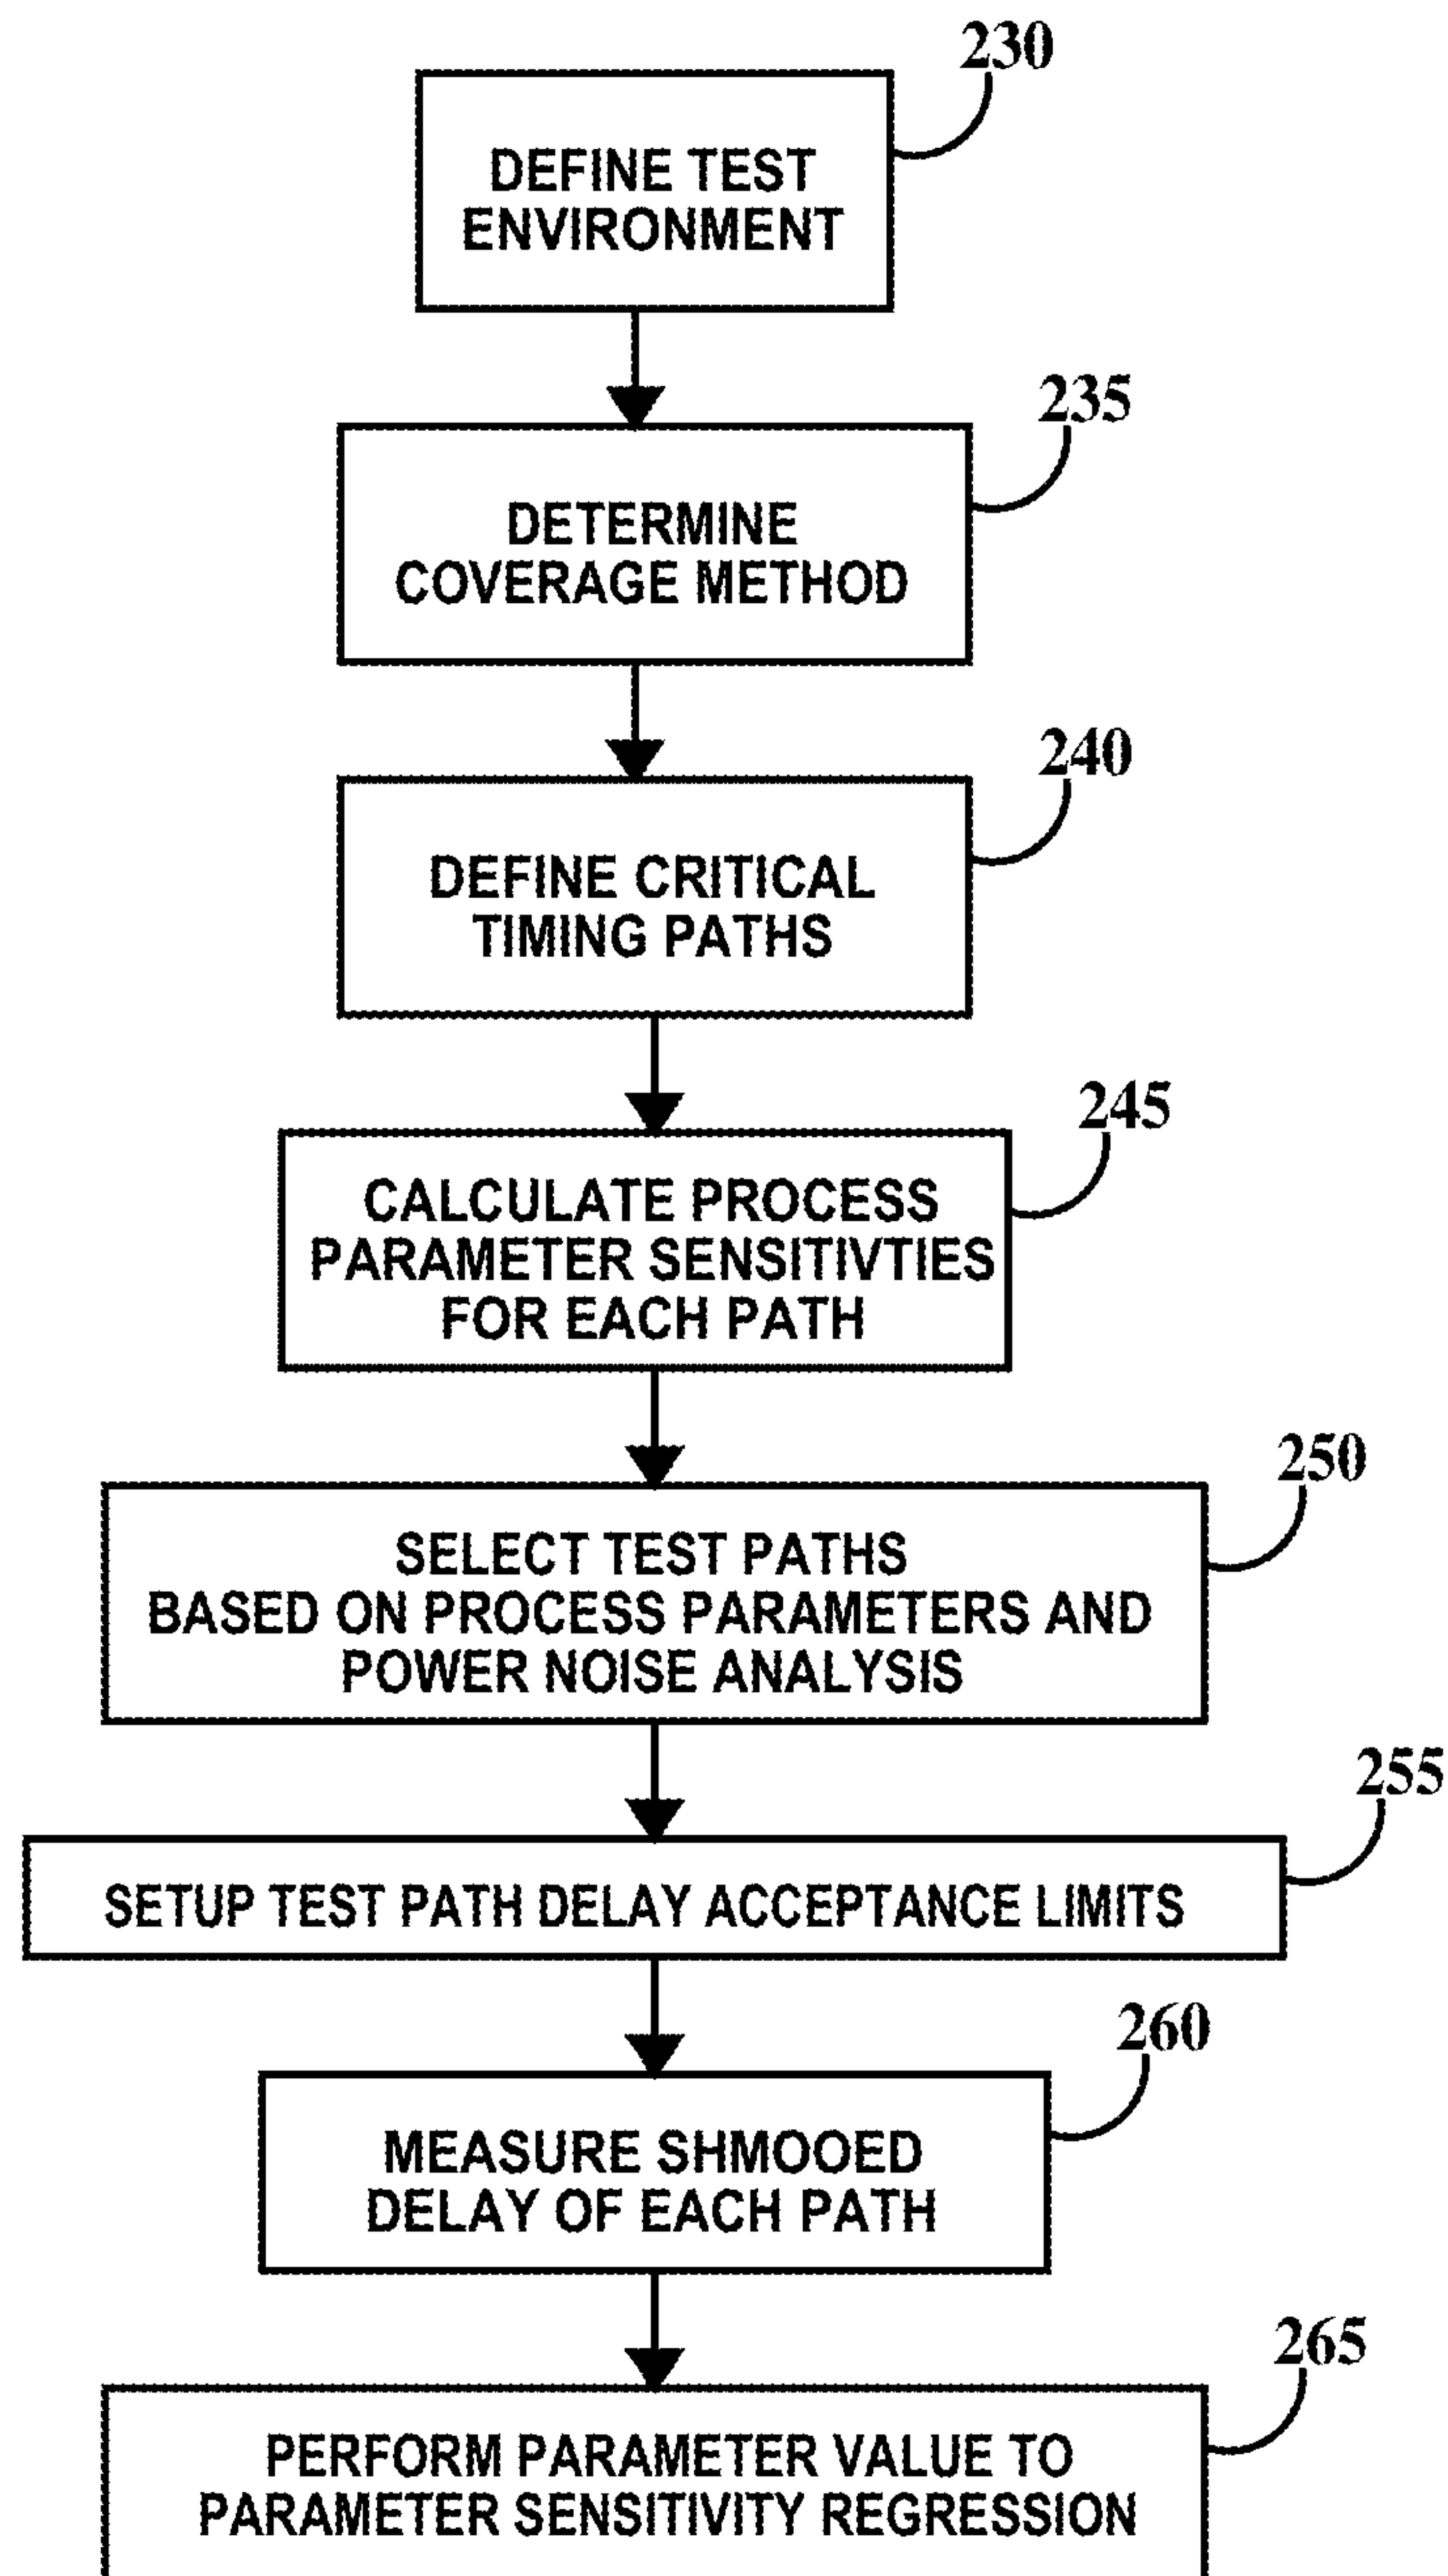 230
DEFINE TEST
ENVIRONMENT
235
DETERMINE
COVERAGE METHOD
240
DEFINE CRITICAL
TIMING PATHS
245
CALCULATE PROCESS
PARAMETER SENSITIVTIES
FOR EACH PATH
250
SELECT TEST PATHS
BASED ON PROCESS PARAMETERS AND
POWER NOISE ANALYSIS
255
SETUP TEST PATH DELAY ACCEPTANCE LIMITS
260
MEASURE SHMOOED
DELAY OF EACH PATH
265
PERFORM PARAMETER VALUE TO
PARAMETER SENSITIVITY REGRESSION